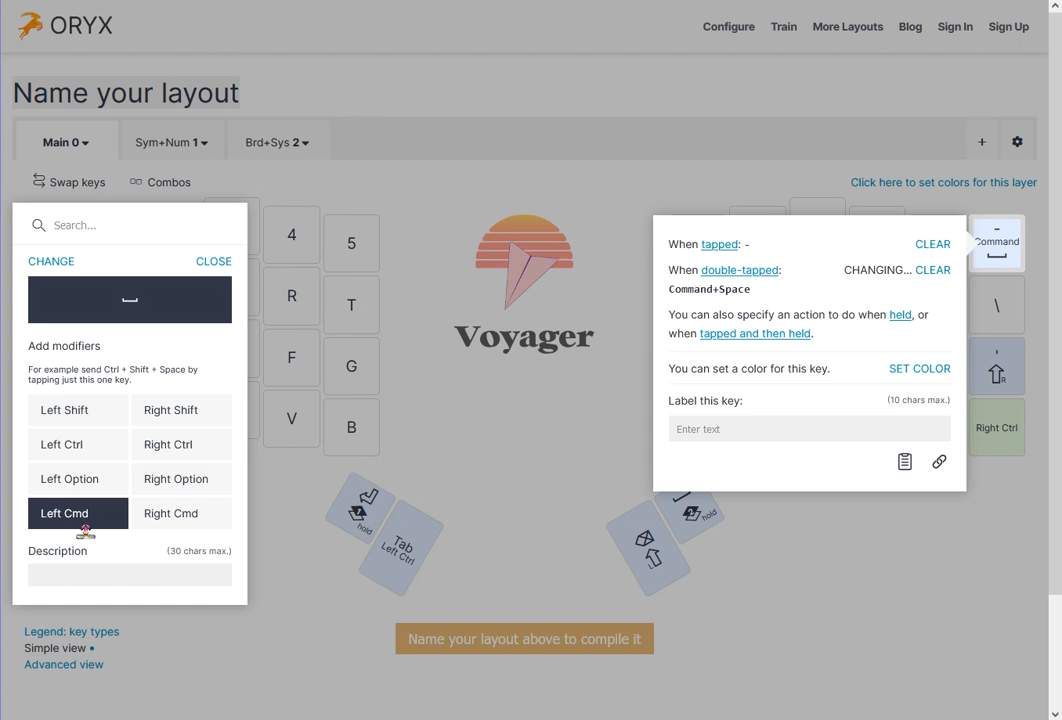 ORYX
Configure Train More Layouts Blog Sign In Sign Up
Name your layout
Main 0 Sym+Num 1 Brd+Sys 2 +
Swap keys Combos Click here to set colors for this layer
Search...
CHANGE CLOSE
Add modifiers
For example send Ctrl + Shift + Space by
tapping just this one key.
Left Shift Right Shift
Left Ctrl Right Ctrl
Left Option Right Option
Left Cmd Right Cmd
Description (30 chars max.)
4 5
R T
F G
V B
Voyager
When tapped: - CLEAR
When double-tapped: CHANGING... CLEAR
Command+Space
You can also specify an action to do when held, or
when tapped and then held.
You can set a color for this key. SET COLOR
Label this key: (10 chars max.)
Enter text
-
Command
\
'
R
Right Ctrl
hold
Tab
Left Ctrl
hold
L
Legend: key types
Simple view •
Advanced view
Name your layout above to compile it